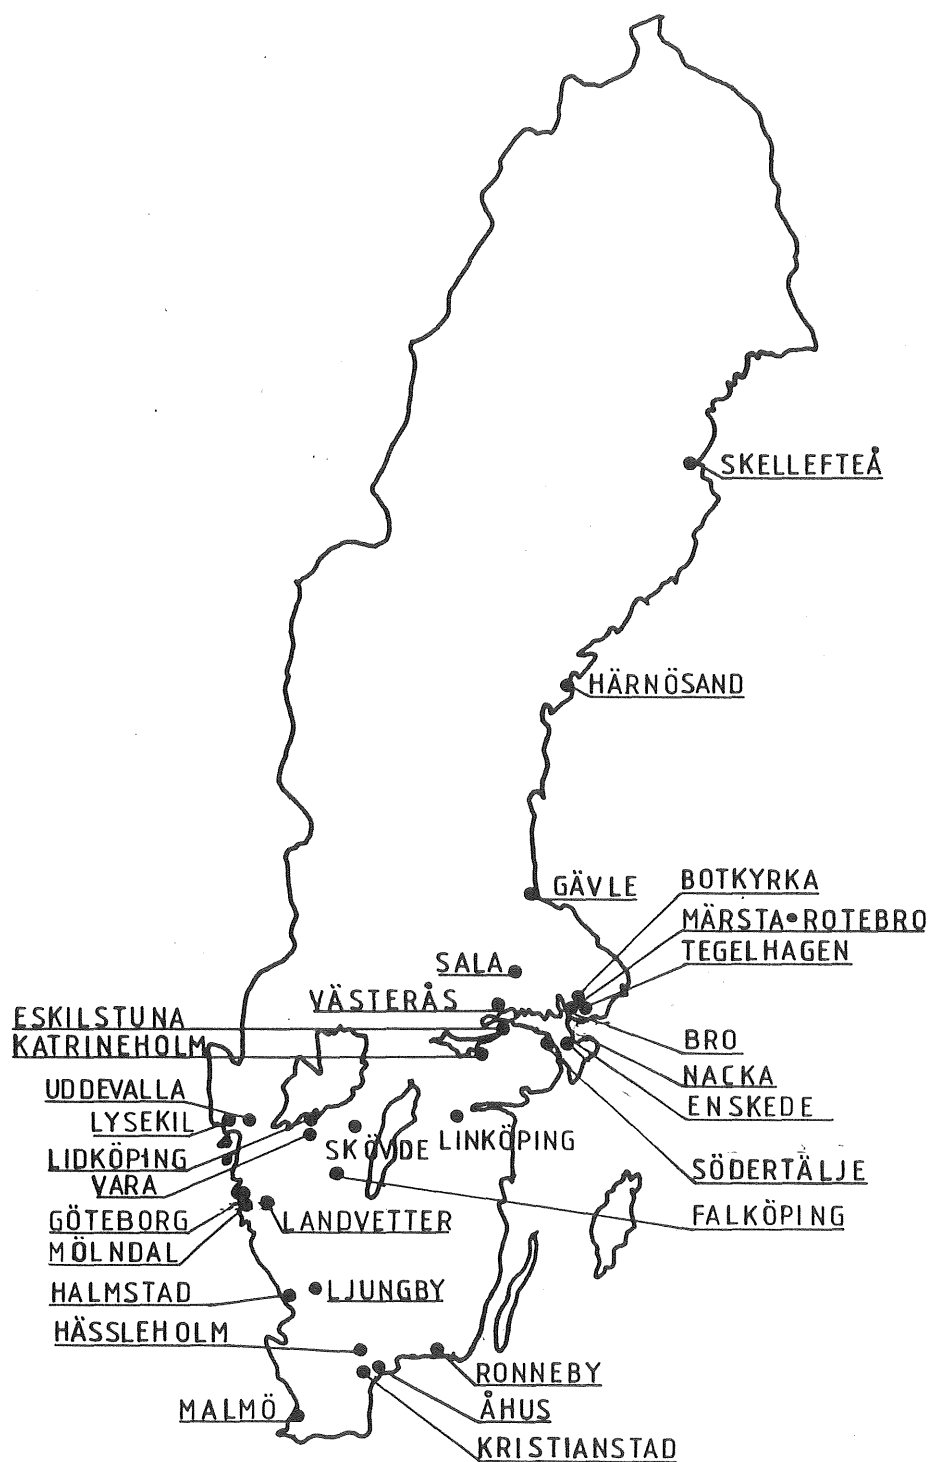 SKELLEFTEÅ
HÄRNÖSAND
GÄVLE
BOTKYRKA
MÄRSTA•ROTEBRO
TEGELHAGEN
SALA
VÄSTERÅS
ESKILSTUNA
KATRINEHOLM
BRO
NACKA
ENSKEDE
UDDEVALLA
LYSEKIL
LINKÖPING
SKÖVDE
LIDKÖPING
VARA
SÖDERTÄLJE
GÖTEBORG
LANDVETTER
FALKÖPING
MÖLNDAL
HALMSTAD
LJUNGBY
HÄSSLEHOLM
RONNEBY
MALMÖ
ÅHUS
KRISTIANSTAD